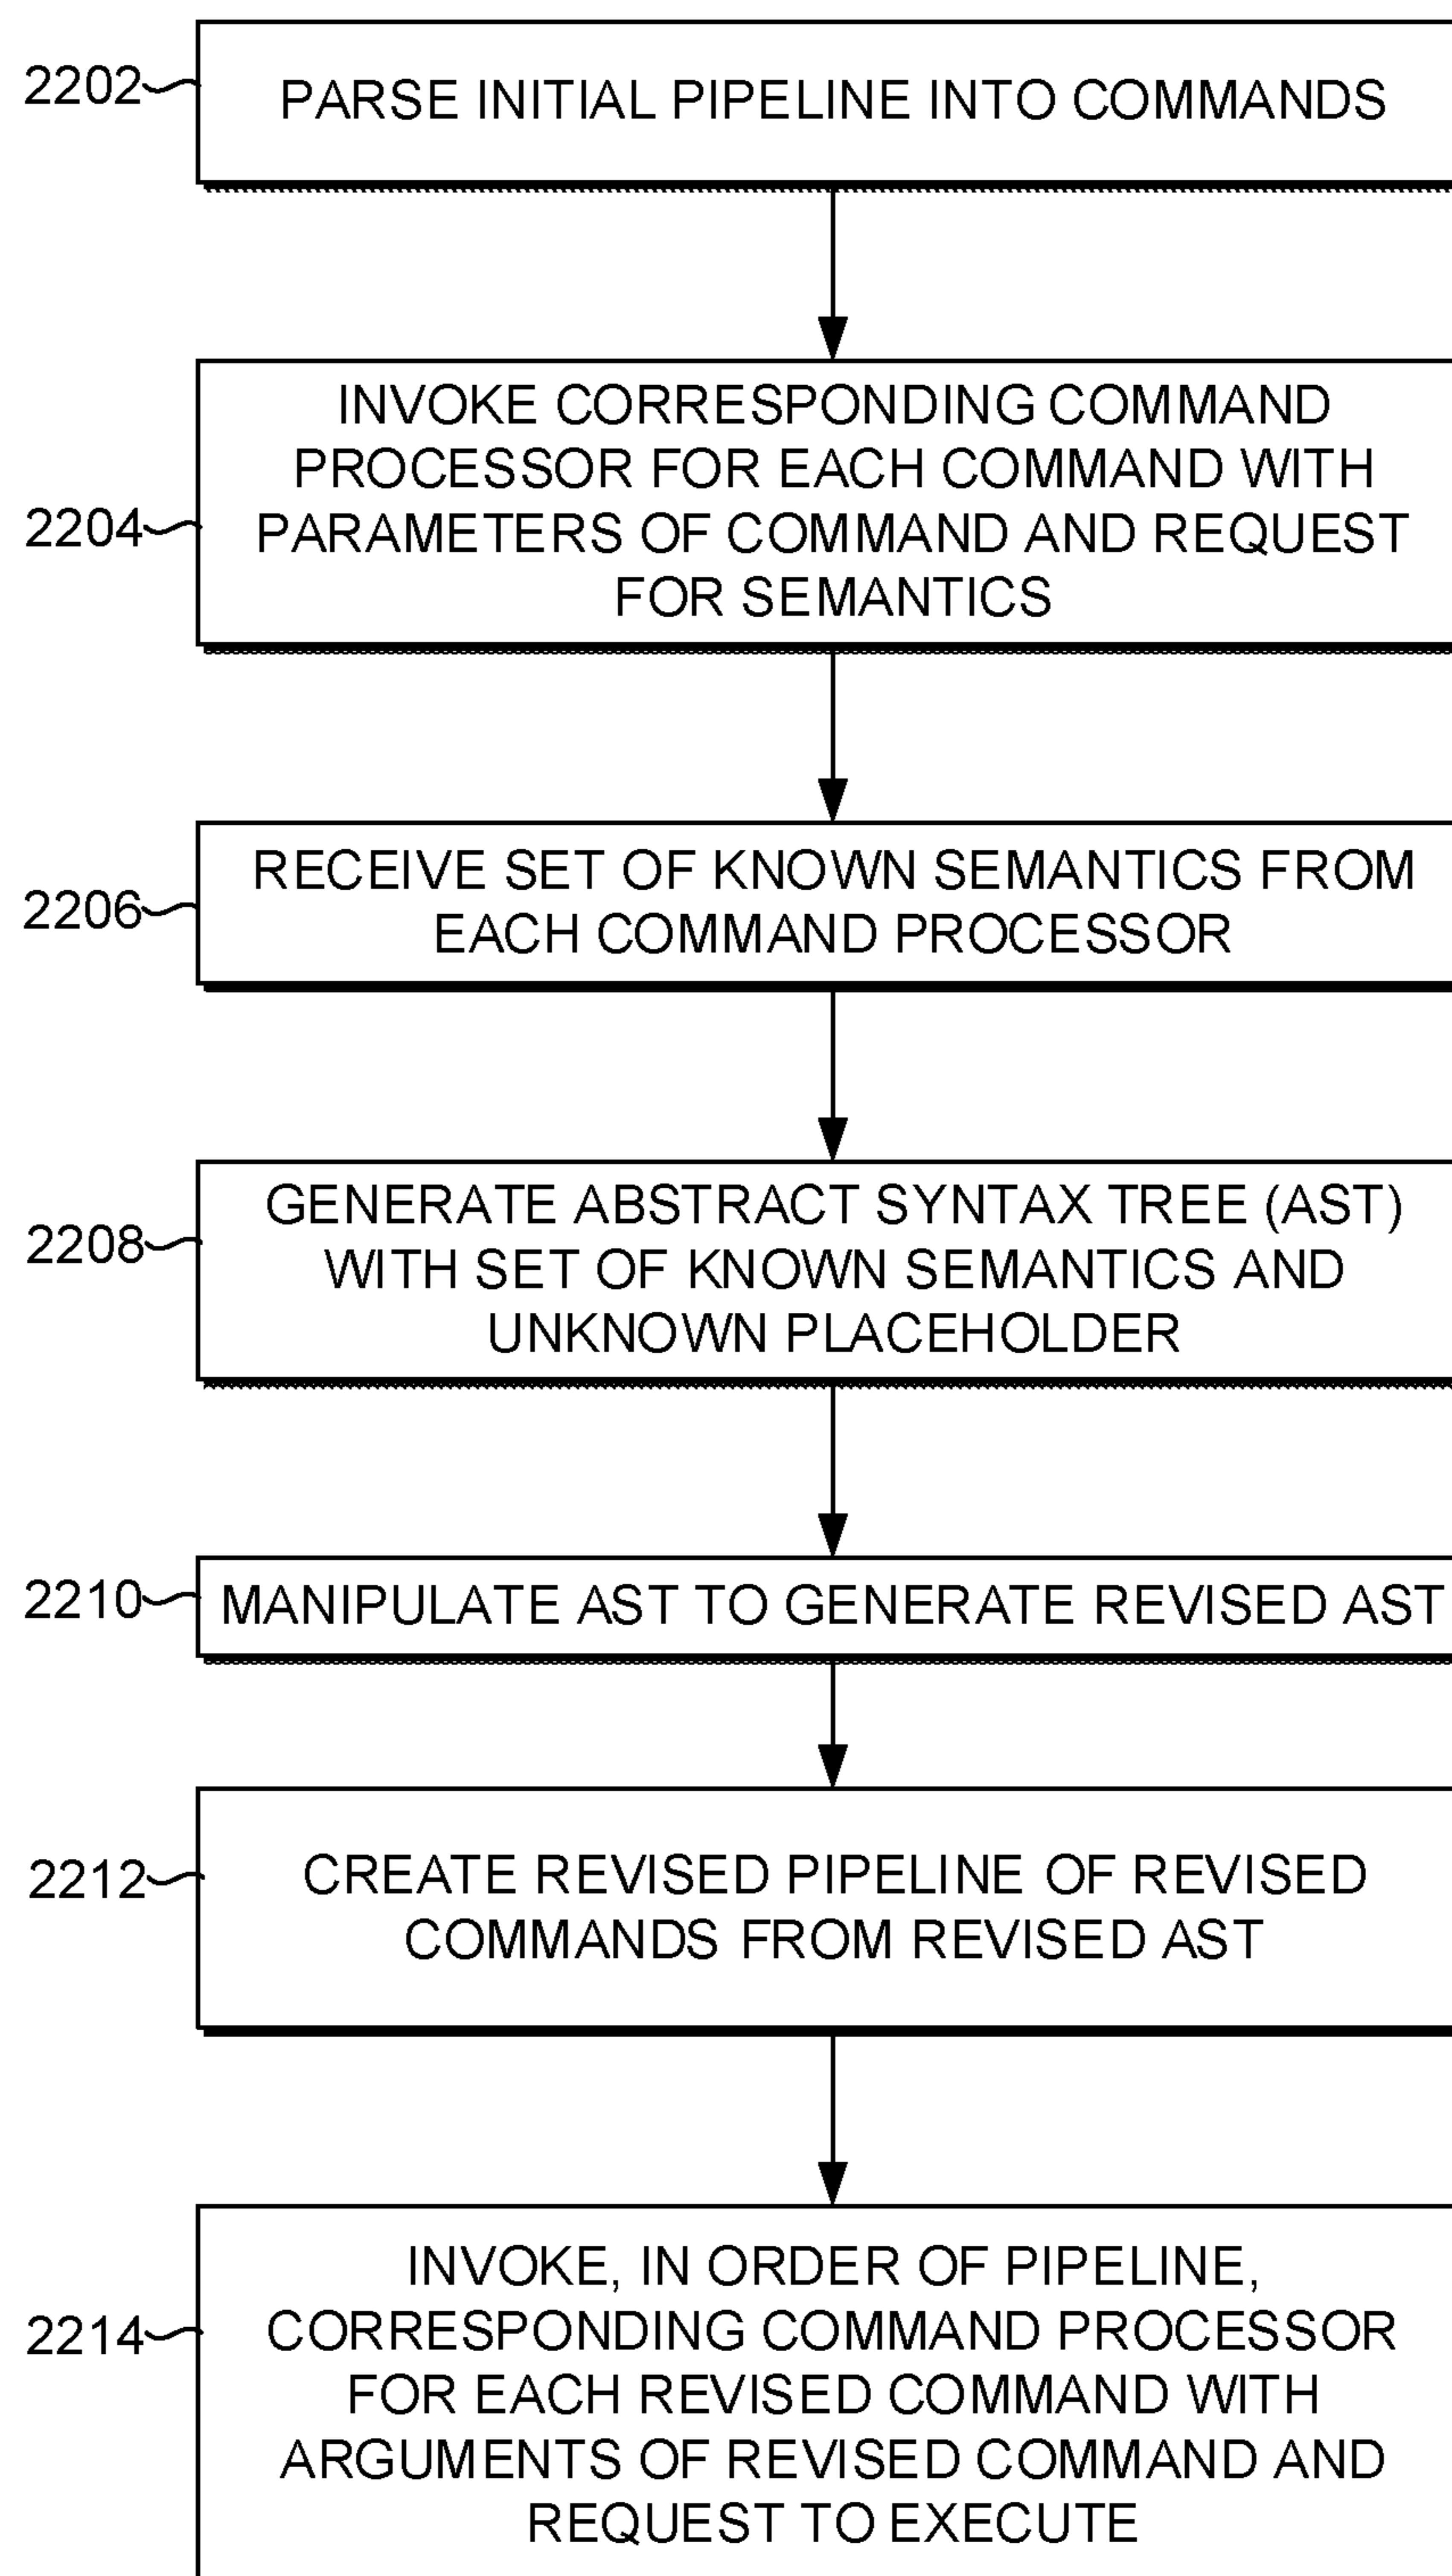 2202
PARSE INITIAL PIPELINE INTO COMMANDS
2204
INVOKE CORRESPONDING COMMAND
PROCESSOR FOR EACH COMMAND WITH
PARAMETERS OF COMMAND AND REQUEST
FOR SEMANTICS
2206
RECEIVE SET OF KNOWN SEMANTICS FROM
EACH COMMAND PROCESSOR
2208
GENERATE ABSTRACT SYNTAX TREE (AST)
WITH SET OF KNOWN SEMANTICS AND
UNKNOWN PLACEHOLDER
2210
MANIPULATE AST TO GENERATE REVISED AST
2212
CREATE REVISED PIPELINE OF REVISED
COMMANDS FROM REVISED AST
2214
INVOKE, IN ORDER OF PIPELINE,
CORRESPONDING COMMAND PROCESSOR
FOR EACH REVISED COMMAND WITH
ARGUMENTS OF REVISED COMMAND AND
REQUEST TO EXECUTE